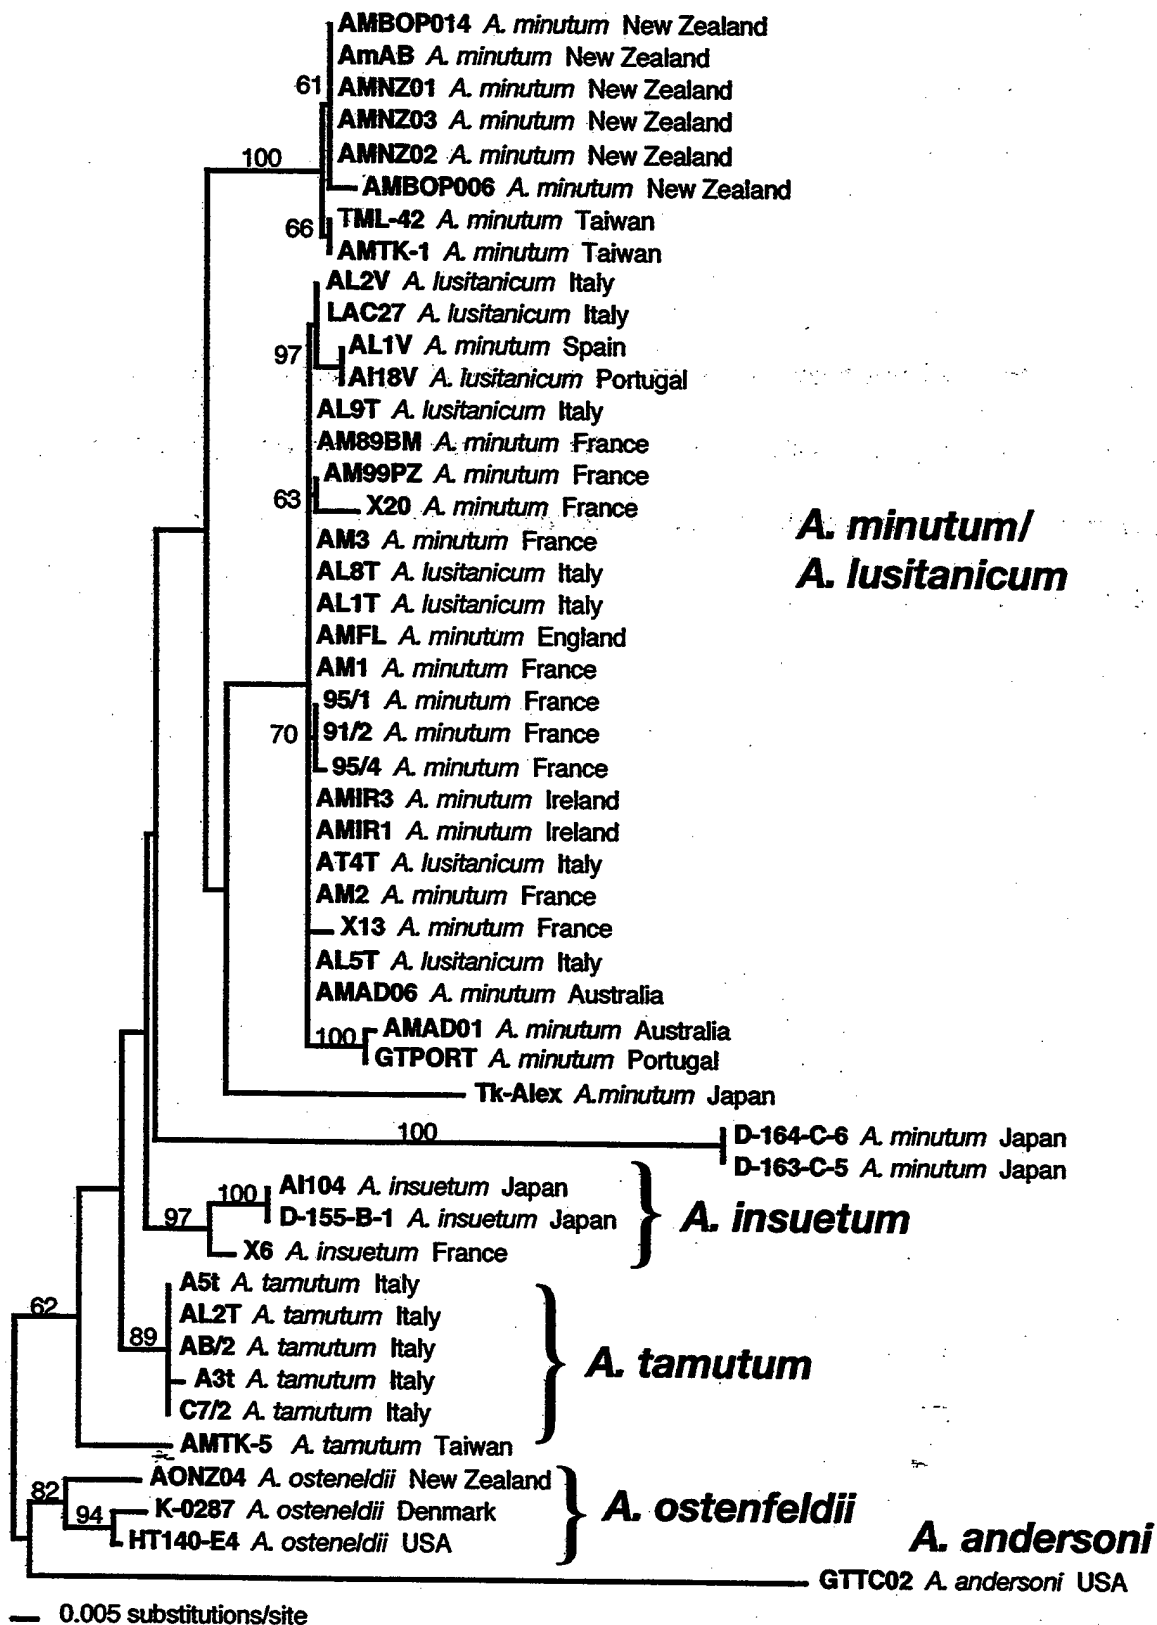 AMBOP014 A. minutum New Zealand
AmAB A. minutum New Zealand
61
AMNZ01 A. minutum New Zealand
AMNZ03 A. minutum New Zealand
AMNZ02 A. minutum New Zealand
100
AMBOP006 A. minutum New Zealand
TML-42 A. minutum Taiwan
66
AMTK-1 A. minutum Taiwan
AL2V A. lusitanicum Italy
LAC27 A. lusitanicum Italy
97
AL1V A. minutum Spain
Al18V A. lusitanicum Portugal
AL9T A. lusitanicum Italy
AM89BM A. minutum France
AM99PZ A. minutum France
63
X20 A. minutum France
A. minutum/
A. lusitanicum
AM3 A. minutum France
AL8T A. lusitanicum Italy
AL1T A. lusitanicum Italy
AMFL A. minutum England
AM1 A. minutum France
95/1 A. minutum France
70
91/2 A. minutum France
95/4 A. minutum France
AMIR3 A. minutum Ireland
AMIR1 A. minutum Ireland
AT4T A. lusitanicum Italy
AM2 A. minutum France
X13 A. minutum France
AL5T A. lusitanicum Italy
AMAD06 A. minutum Australia
100
AMAD01 A. minutum Australia
GTPORT A. minutum Portugal
Tk-Alex A.minutum Japan
100
D-164-C-6 A. minutum Japan
D-163-C-5 A. minutum Japan
100
AI104 A. insuetum Japan
97
D-155-B-1 A. insuetum Japan
A. insuetum
X6 A. insuetum France
A5t A. tamutum Italy
62
AL2T A. tamutum Italy
89
AB/2 A. tamutum Italy
A. tamutum
A3t A. tamutum Italy
C7/2 A. tamutum Italy
AMTK-5 A. tamutum Taiwan
AONZ04 A. osteneldii New Zealand
82
94
K-0287 A. osteneldii Denmark
A. ostenfeldii
HT140-E4 A. osteneldii USA
A. andersoni
GTTC02 A. andersoni USA
0.005 substitutions/site